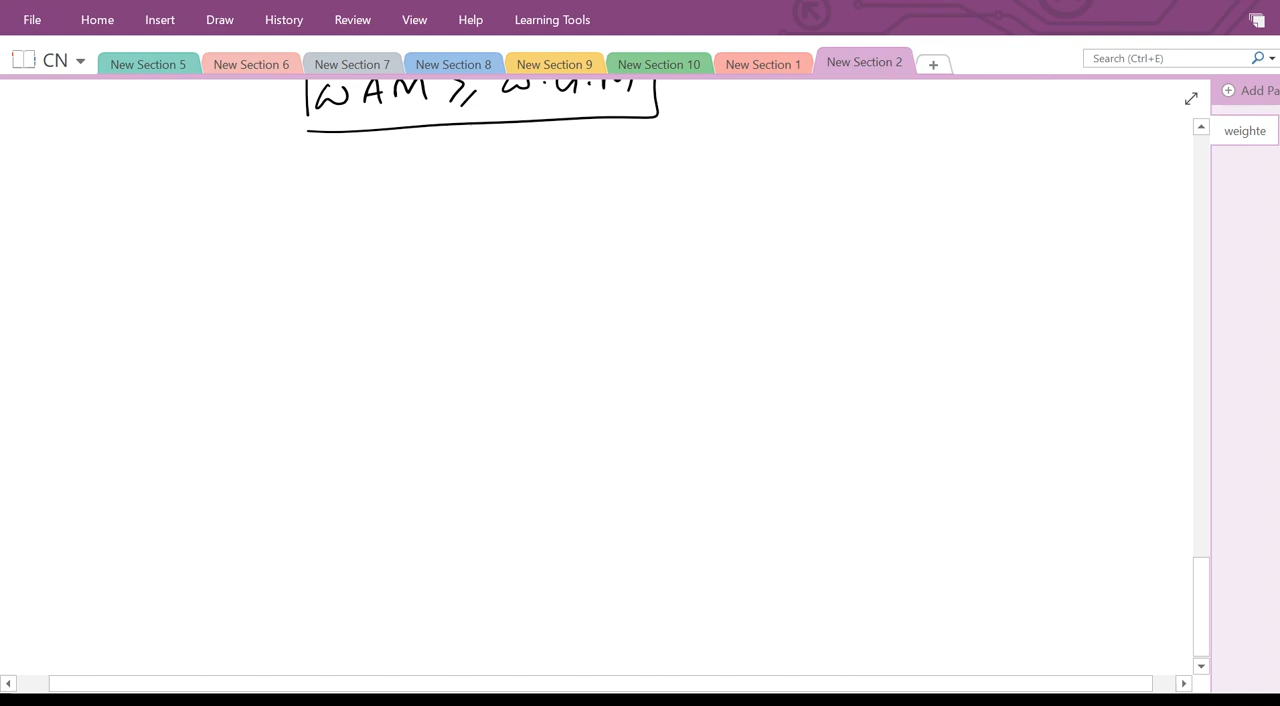 File Home Insert Draw History Review View Help Learning Tools
CN New Section 5 New Section 6 New Section 7 New Section 8 New Section 9 New Section 10 New Section 1 New Section 2 + Search (Ctrl+E)
W AM ⩾ W.G.M
Add Pa
weighte